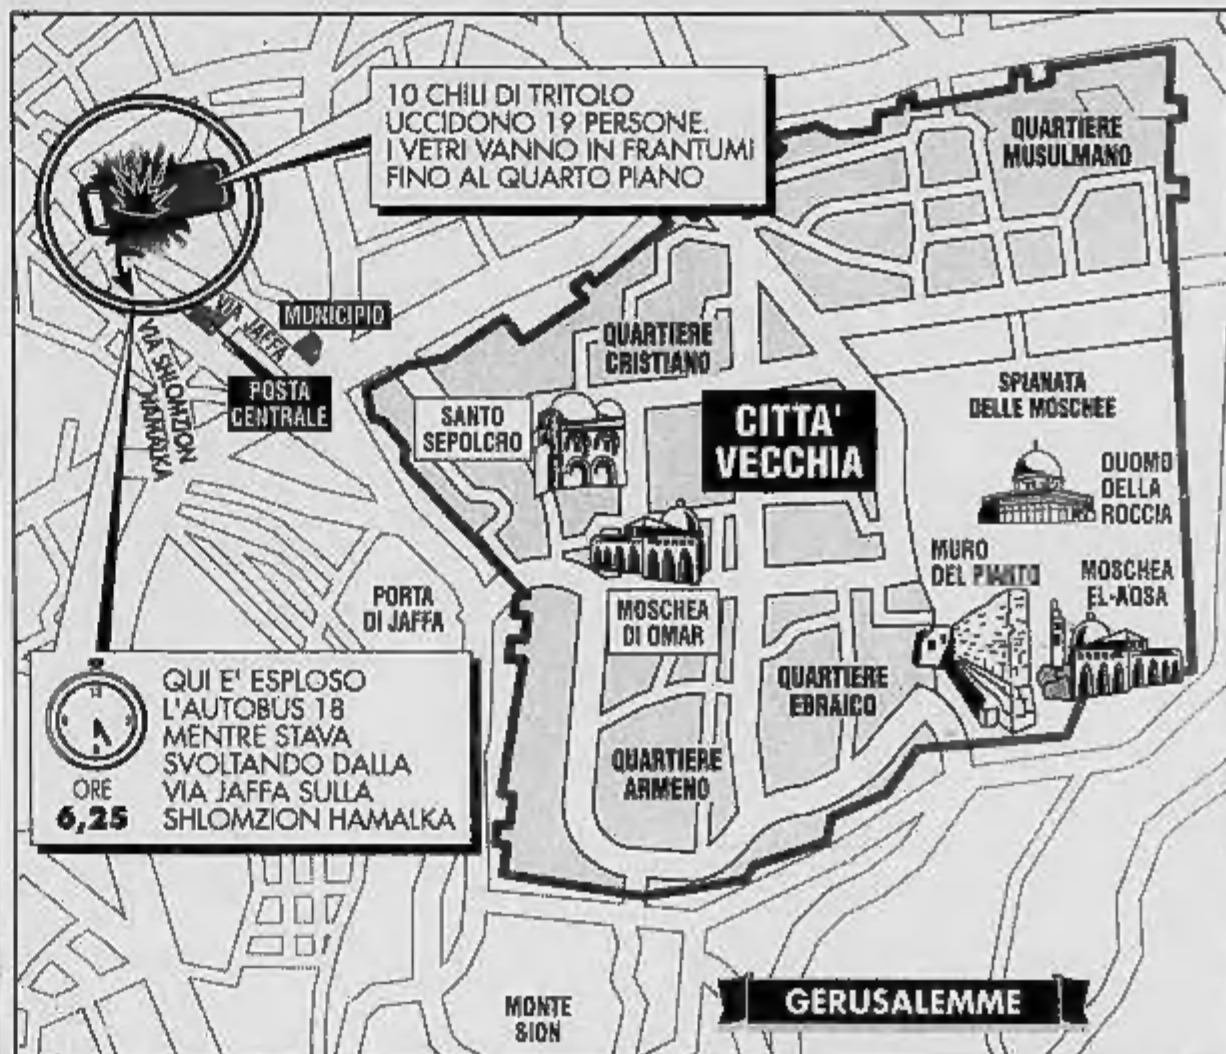 10 CHILI DI TRITOLO
UCCIDONO 19 PERSONE.
I VETRI VANNO IN FRANTUMI
FINO AL QUARTO PIANO
QUARTIERE
MUSULMANO
VIA JAFFA
MUNICIPIO
VIA SHLOMTION
HAMALKA
POSTA
CENTRALE
QUARTIERE
CRISTIANO
SANTO
SEPOLCRO
CITTA'
VECCHIA
SPIANATA
DELLE MOSCHEE
DUOMO
DELLA
ROCCIA
MURO
DEL PIANTO
MOSCHEA
EL-AQSA
PORTA
DI JAFFA
MOSCHEA
DI OMAR
QUARTIERE
EBRAICO
QUARTIERE
ARMENO
QUI E' ESPLOSO
L'AUTOBUS 18
MENTRE STAVA
SVOLTANDO DALLA
VIA JAFFA SULLA
SHLOMZION HAMALKA
ORE
6,25
MONTE
SION
GERUSALEMME